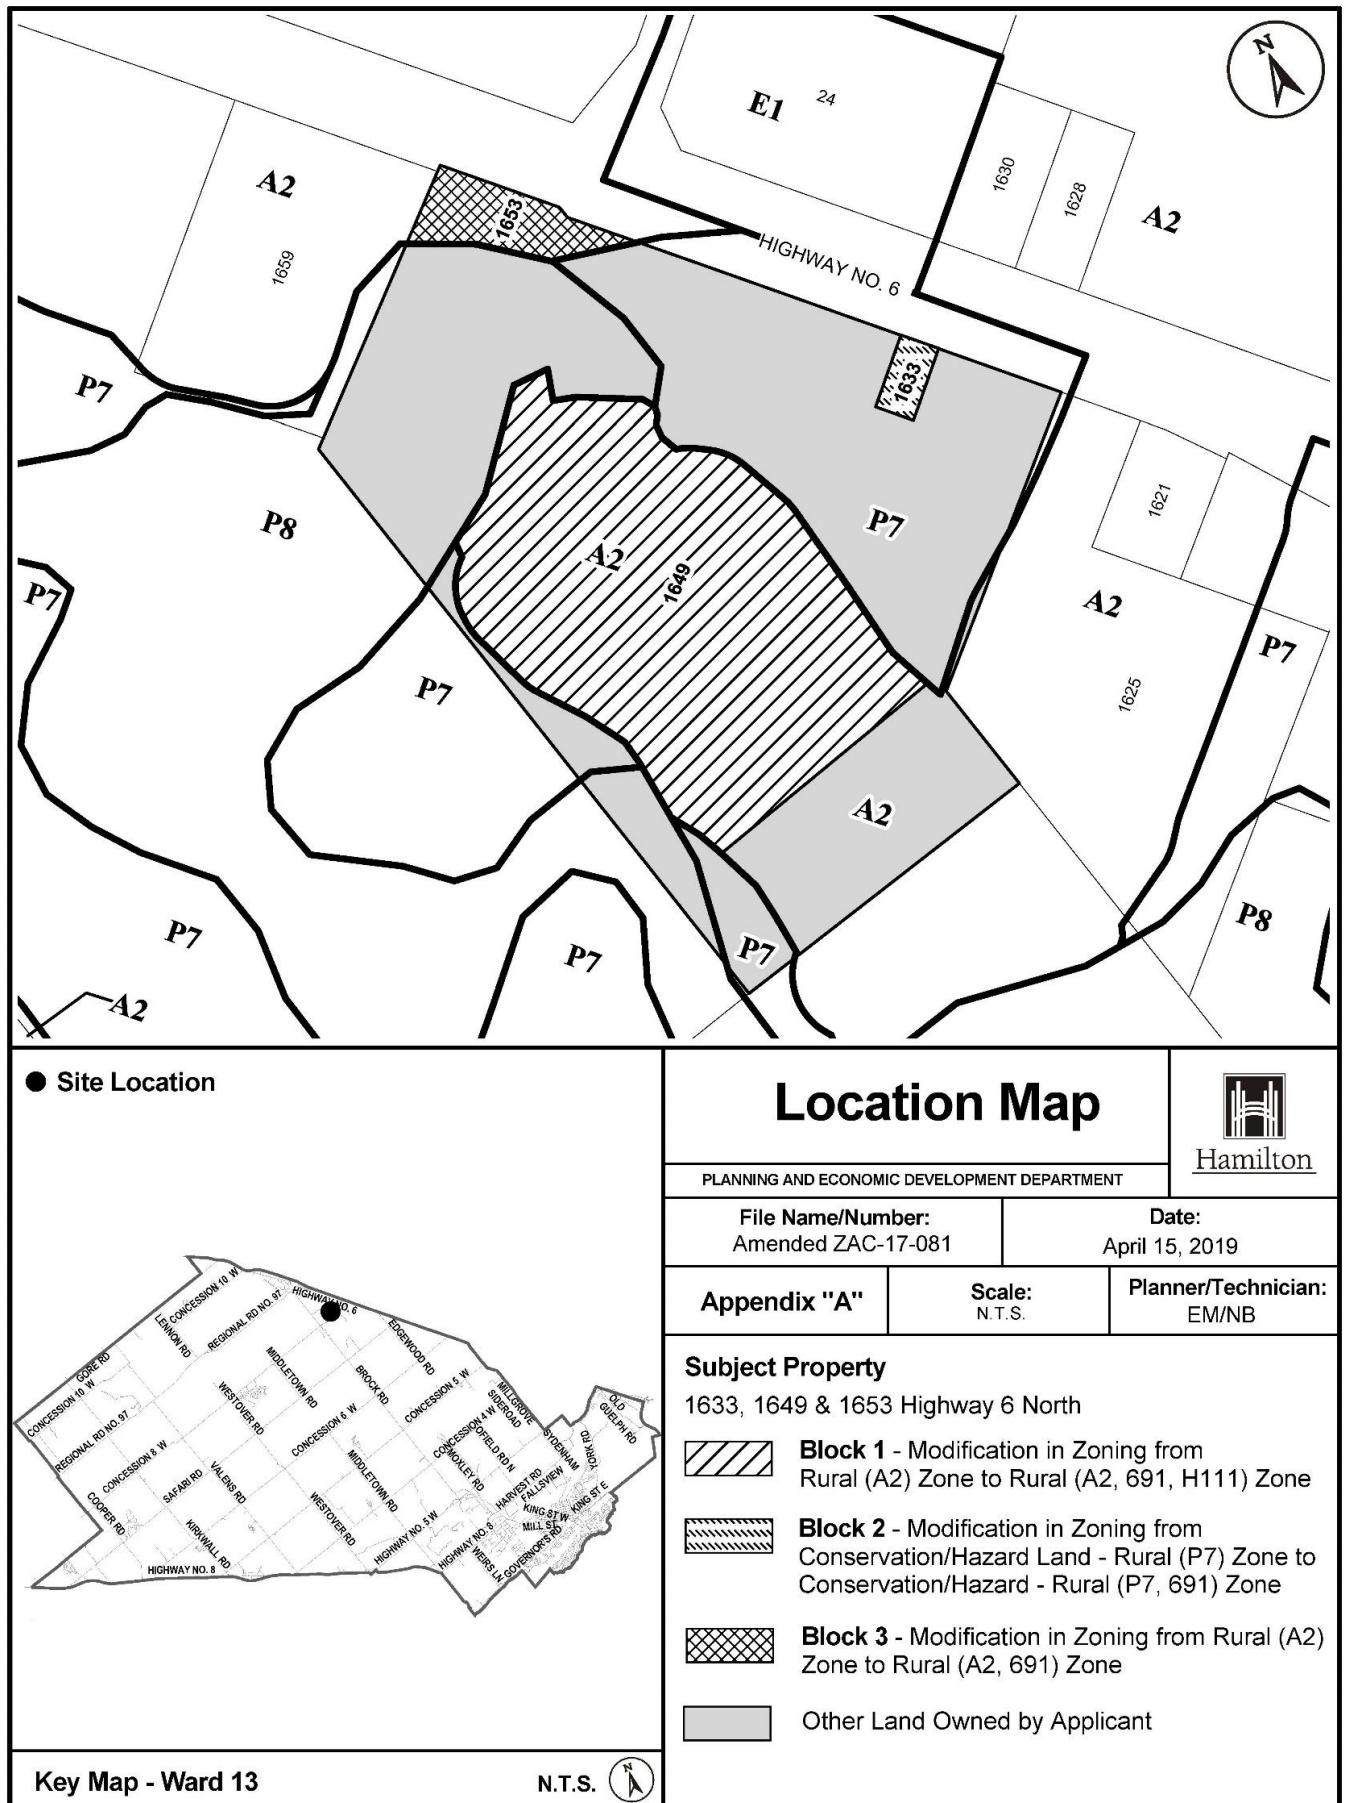 N
E1
24
1630
1628
A2
A2
1659
1653
HIGHWAY NO. 6
1633
P7
P8
P7
A2
1649
1621
A2
1625
P7
P7
P7
A2
P7
P7
A2
P7
P8
Site Location
HIGHWAY NO. 6
CONCESSION 10 W
LENNON RD
REGIONAL RD NO. 97
EDGEWOOD RD
GORE RD
CONCESSION 10 W
REGIONAL RD NO. 97
MIDDLETOWN RD
BROCK RD
WESTOVER RD
CONCESSION 6 W
CONCESSION 5 W
MILLGROVE
SIDEROAD
OLD
GUELPH RD
CONCESSION 8 W
SAFARI RD
VALENS RD
MIDDLETOWN RD
CONCESSION 4 W
OFIELD RD N
MOXLEY RD
SYDENHAM
YORK RD
HARVEST RD
FALLSVIEW
KING ST W
KING ST E
MILL ST
COOPER RD
KIRKWALL RD
WESTOVER RD
HIGHWAY NO. 5 W
HIGHWAY NO. 8
WEIRS LN
GOVERNOR'S RD
HIGHWAY NO. 8
Key Map - Ward 13
N.T.S.
N
Location Map
Hamilton
PLANNING AND ECONOMIC DEVELOPMENT DEPARTMENT
File Name/Number:
Amended ZAC-17-081
Date:
April 15, 2019
Appendix "A"
Scale:
N.T.S.
Planner/Technician:
EM/NB
Subject Property
1633, 1649 & 1653 Highway 6 North
Block 1 - Modification in Zoning from
Rural (A2) Zone to Rural (A2, 691, H111) Zone
Block 2 - Modification in Zoning from
Conservation/Hazard Land - Rural (P7) Zone to
Conservation/Hazard - Rural (P7, 691) Zone
Block 3 - Modification in Zoning from Rural (A2)
Zone to Rural (A2, 691) Zone
Other Land Owned by Applicant